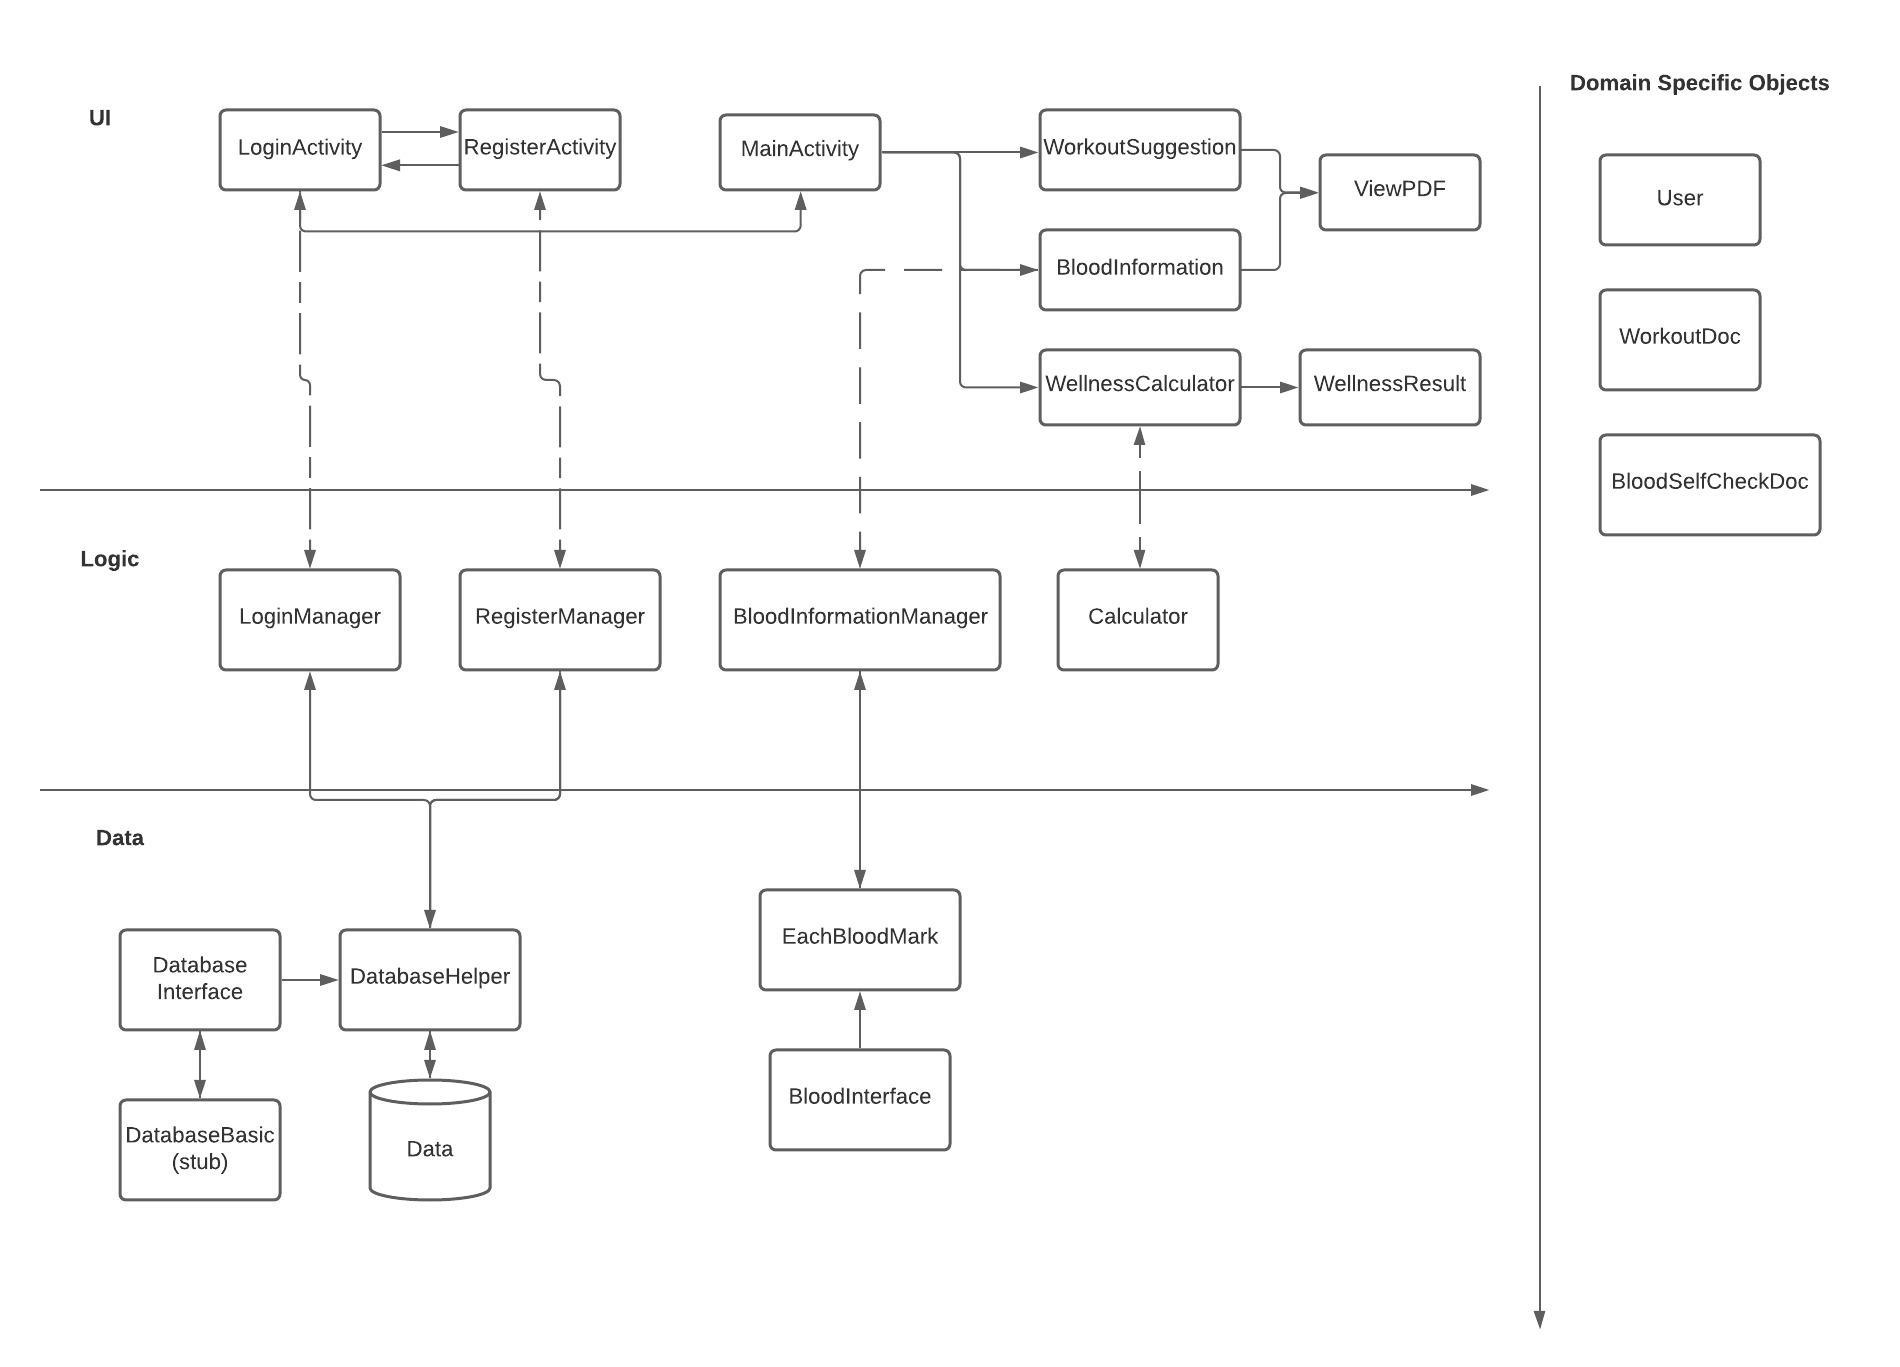 Domain Specific Objects
UI
LoginActivity
RegisterActivity
MainActivity
WorkoutSuggestion
ViewPDF
User
BloodInformation
WorkoutDoc
WellnessCalculator
WellnessResult
BloodSelfCheckDoc
Logic
LoginManager
RegisterManager
BloodInformationManager
Calculator
Data
EachBloodMark
Database
Interface
DatabaseHelper
BloodInterface
DatabaseBasic
(stub)
Data